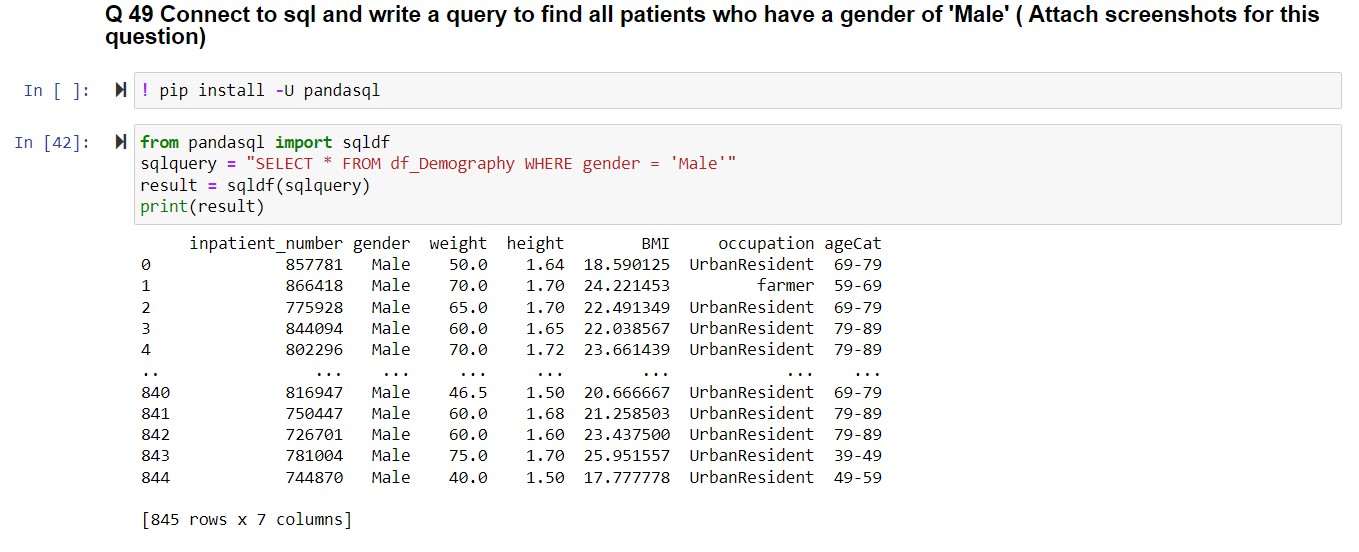 Q 49 Connect to sql and write a query to find all patients who have a gender of 'Male' ( Attach screenshots for this
question)
In [ ]: ! pip install -U pandasql
In [42]: from pandasql import sqldf
sqlquery = "SELECT * FROM df_Demography WHERE gender = 'Male'"
result = sqldf(sqlquery)
print(result)
inpatient_number gender weight height BMI occupation ageCat
0 857781 Male 50.0 1.64 18.590125 UrbanResident 69-79
1 866418 Male 70.0 1.70 24.221453 farmer 59-69
2 775928 Male 65.0 1.70 22.491349 UrbanResident 69-79
3 844094 Male 60.0 1.65 22.038567 UrbanResident 79-89
4 802296 Male 70.0 1.72 23.661439 UrbanResident 79-89
.. ... ... ... ... ... ... ...
840 816947 Male 46.5 1.50 20.666667 UrbanResident 69-79
841 750447 Male 60.0 1.68 21.258503 UrbanResident 79-89
842 726701 Male 60.0 1.60 23.437500 UrbanResident 79-89
843 781004 Male 75.0 1.70 25.951557 UrbanResident 39-49
844 744870 Male 40.0 1.50 17.777778 UrbanResident 49-59
[845 rows x 7 columns]